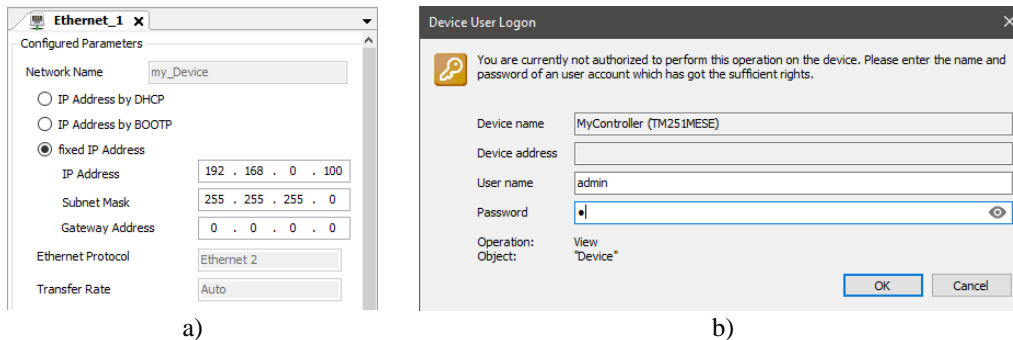 Ethernet_1 x
Configured Parameters
Network Name my_Device
IP Address by DHCP
IP Address by BOOTP
fixed IP Address
IP Address 192 . 168 . 0 . 100
Subnet Mask 255 . 255 . 255 . 0
Gateway Address 0 . 0 . 0 . 0
Ethernet Protocol Ethernet 2
Transfer Rate Auto
a)
Device User Logon
You are currently not authorized to perform this operation on the device. Please enter the name and
password of an user account which has got the sufficient rights.
Device name MyController (TM251MESE)
Device address
User name admin
Password •
Operation: View
Object: "Device"
OK Cancel
b)